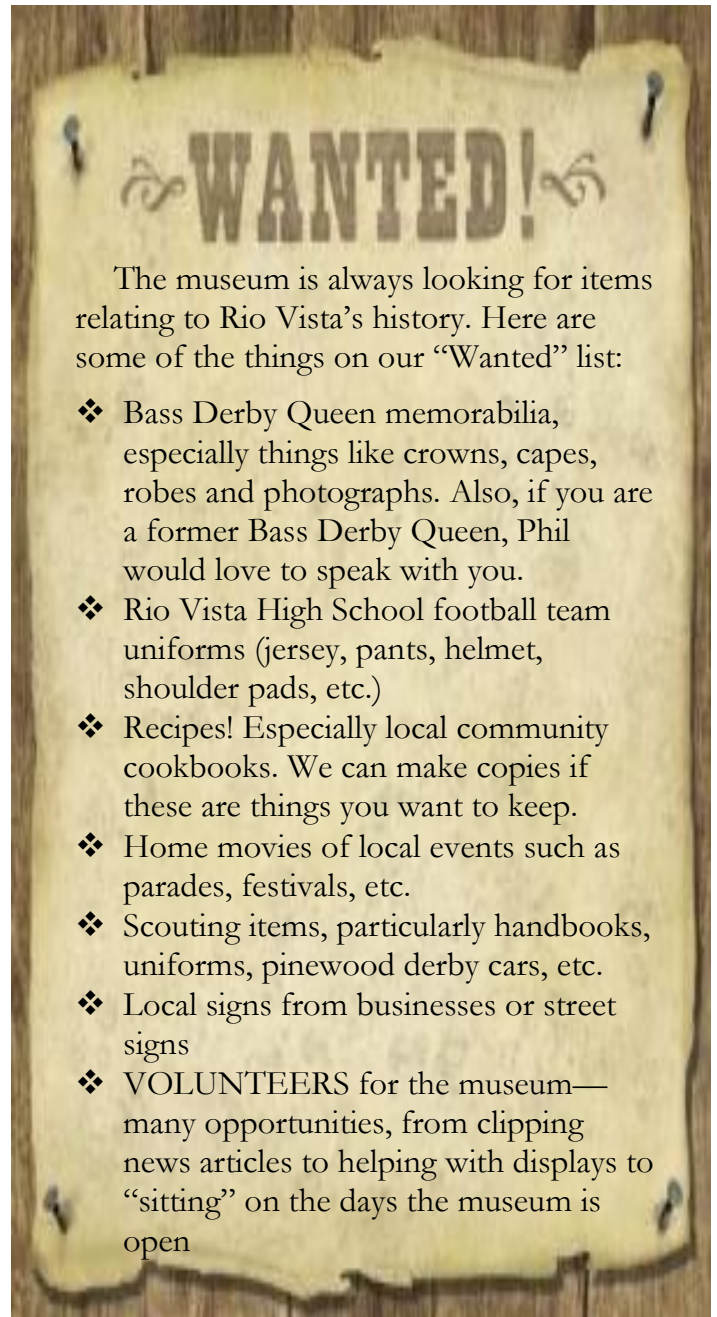 WANTED!
The museum is always looking for items
relating to Rio Vista’s history. Here are
some of the things on our “Wanted” list:
❖ Bass Derby Queen memorabilia,
especially things like crowns, capes,
robes and photographs. Also, if you are
a former Bass Derby Queen, Phil
would love to speak with you.
❖ Rio Vista High School football team
uniforms (jersey, pants, helmet,
shoulder pads, etc.)
❖ Recipes! Especially local community
cookbooks. We can make copies if
these are things you want to keep.
❖ Home movies of local events such as
parades, festivals, etc.
❖ Scouting items, particularly handbooks,
uniforms, pinewood derby cars, etc.
❖ Local signs from businesses or street
signs
❖ VOLUNTEERS for the museum—
many opportunities, from clipping
news articles to helping with displays to
“sitting” on the days the museum is
open